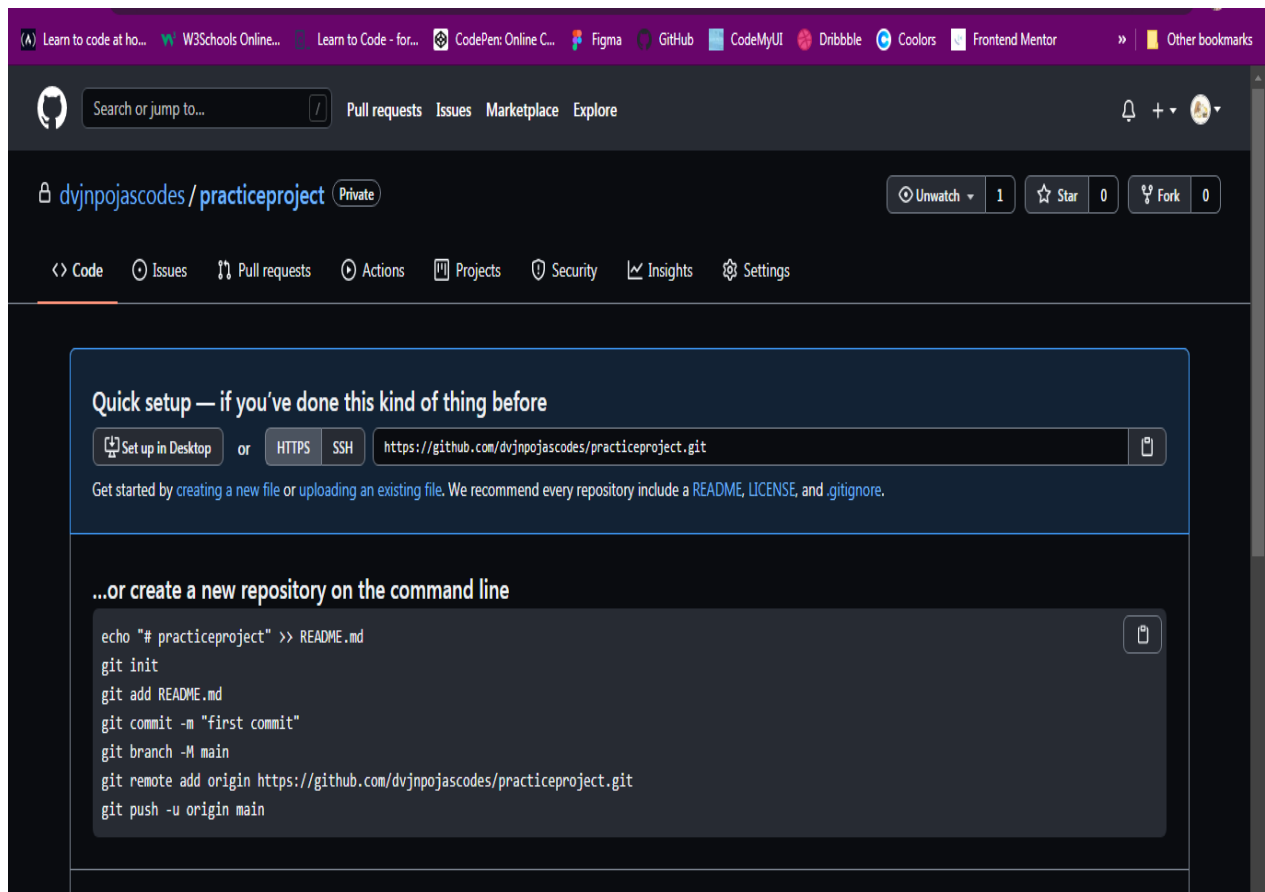 Learn to code at ho... W3Schools Online... Learn to Code - for... CodePen: Online C... Figma GitHub CodeMyUI Dribbble Coolors Frontend Mentor » Other bookmarks
Search or jump to... / Pull requests Issues Marketplace Explore
dvjnpojascodes / practiceproject Private Unwatch 1 Star 0 Fork 0
<> Code Issues Pull requests Actions Projects Security Insights Settings
Quick setup — if you've done this kind of thing before
Set up in Desktop or HTTPS SSH https://github.com/dvjnpojascodes/practiceproject.git
Get started by creating a new file or uploading an existing file. We recommend every repository include a README, LICENSE, and .gitignore.
...or create a new repository on the command line
echo "# practiceproject" >> README.md
git init
git add README.md
git commit -m "first commit"
git branch -M main
git remote add origin https://github.com/dvjnpojascodes/practiceproject.git
git push -u origin main